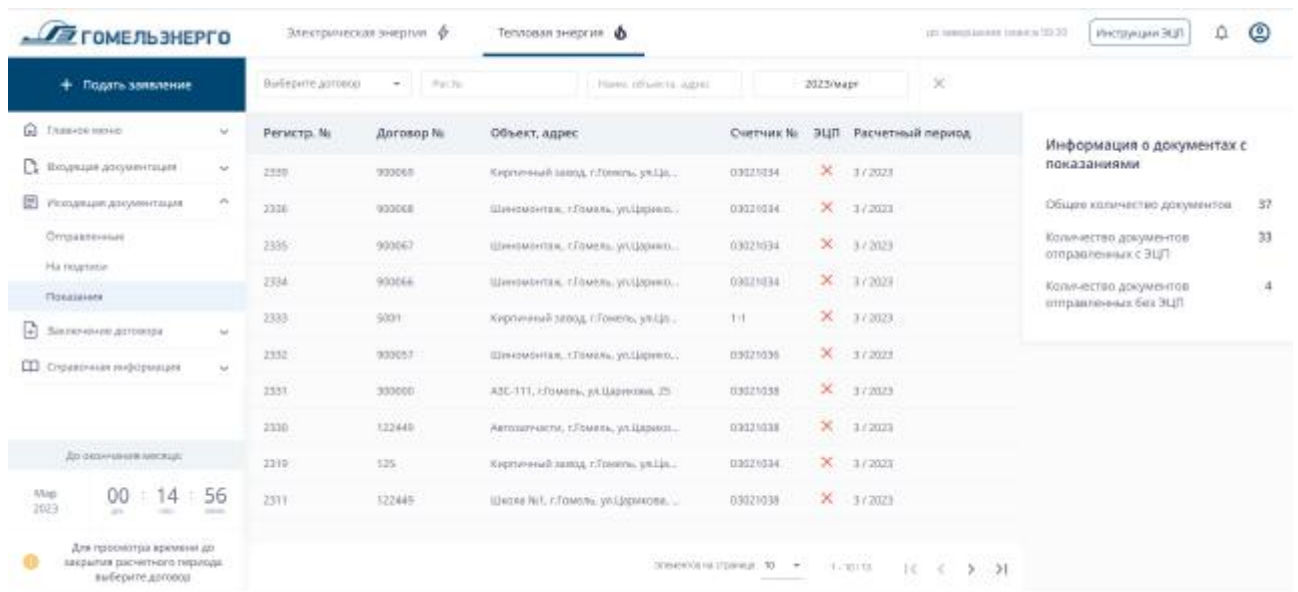 ГОМЕЛЬЭНЕРГО
Электрическая энергия
Тепловая энергия
Инструкции ЭЦП
+ Подать заявление
Выберите договор
Рег.№
Наим. объекта, адрес
2023/март
Главное меню
Входящая документация
Исходящая документация
Отправленные
На подписи
Показания
Заключение договора
Справочная информация
До окончания месяца:
Мар 00 : 14 : 56
2023
Для просмотра времени до
закрытия расчетного периода
выберите договор
Регистр. № Договор № Объект, адрес Счетчик № ЭЦП Расчетный период
2339 900069 Кирпичный завод, г.Гомель, ул.Ца... 03021034 3 / 2023
2336 900068 Шиномонтаж, г.Гомель, ул.Царико... 03021034 3 / 2023
2335 900067 Шиномонтаж, г.Гомель, ул.Царико... 03021034 3 / 2023
2334 900066 Шиномонтаж, г.Гомель, ул.Царико... 03021034 3 / 2023
2333 5001 Кирпичный завод, г.Гомель, ул.Ца... 1-1 3 / 2023
2332 900057 Шиномонтаж, г.Гомель, ул.Царико... 03021036 3 / 2023
2331 300000 АЗС-111, г.Гомель, ул.Царикова, 25 03021038 3 / 2023
2330 122449 Автозапчасти, г.Гомель, ул.Царико... 03021038 3 / 2023
2319 125 Кирпичный завод, г.Гомель, ул.Ца... 03021034 3 / 2023
2311 122449 Школа №1, г.Гомель, ул.Царикова, ... 03021038 3 / 2023
Элементов на странице 10
Информация о документах с
показаниями
Общее количество документов 37
Количество документов 33
отправленных с ЭЦП
Количество документов 4
отправленных без ЭЦП